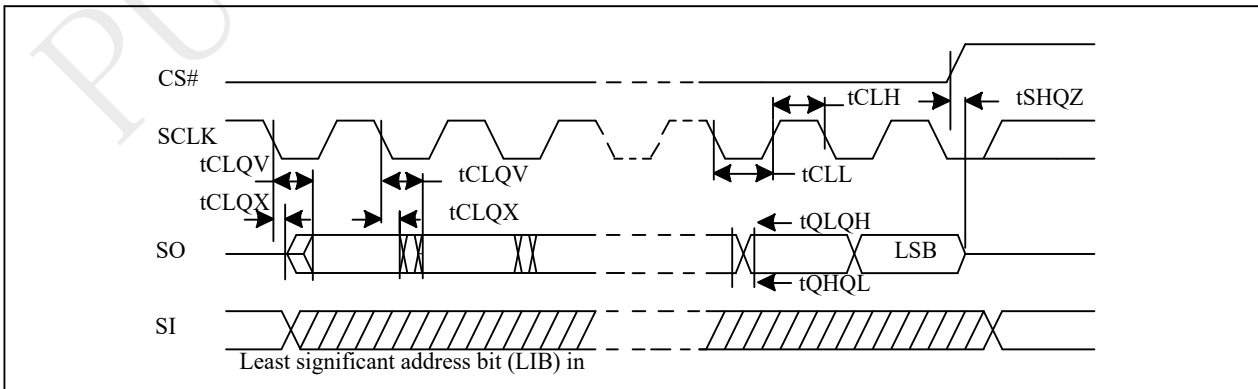 PU
CS#
tCLH
tSHQZ
SCLK
tCLQV
tCLQV
tCLL
tCLQX
tCLQX
tQLQH
SO
LSB
tQHQL
SI
Least significant address bit (LIB) in